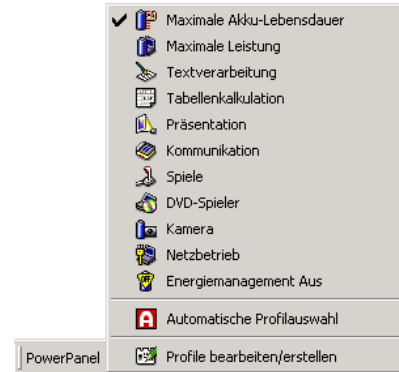 Maximale Akku-Lebensdauer
Maximale Leistung
Textverarbeitung
Tabellenkalkulation
Präsentation
Kommunikation
Spiele
DVD-Spieler
Kamera
Netzbetrieb
Energiemanagement Aus
Automatische Profilauswahl
PowerPanel
Profile bearbeiten/erstellen